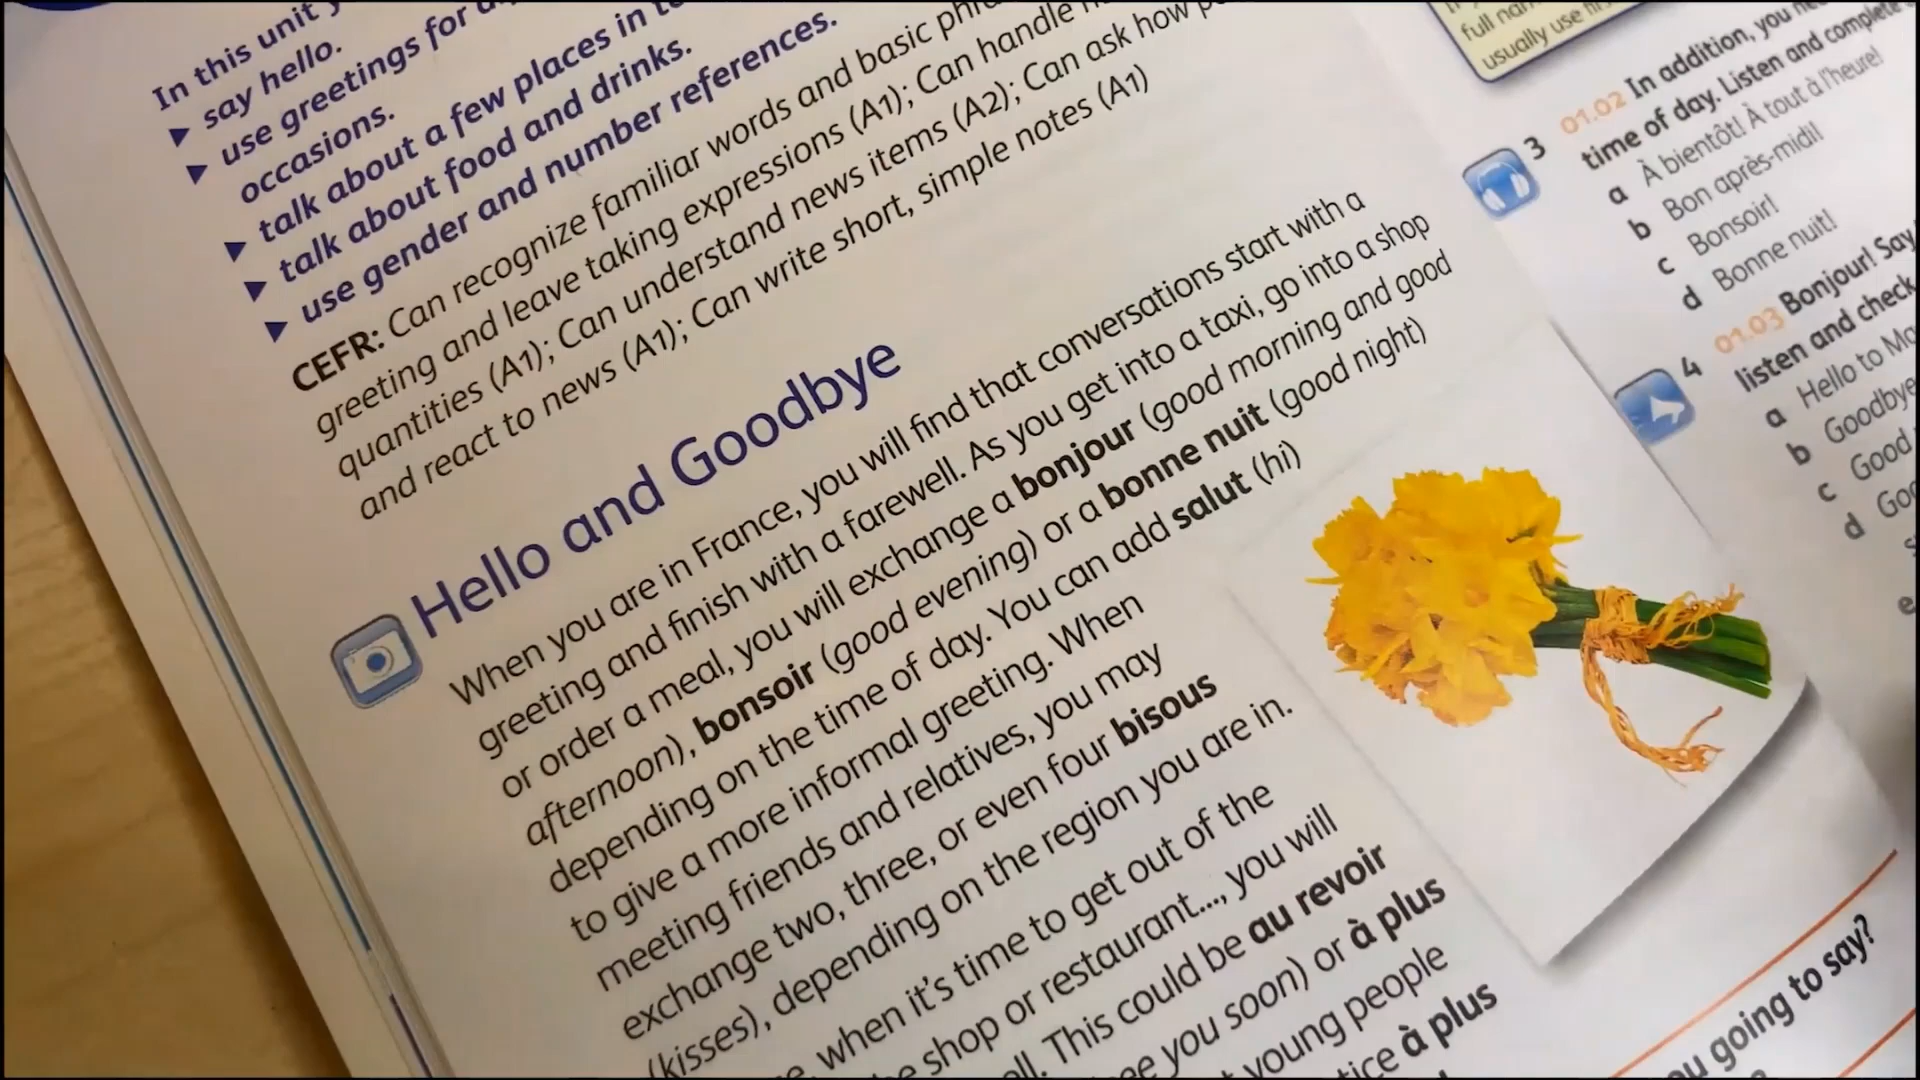 In this unit y
say hello.
use greetings for
occasions.
talk about a few places in
talk about food and drinks.
use gender and number references.
CEFR: Can recognize familiar words and basic
greeting and leave taking expressions (A1); Can handle
quantities (A1); Can understand news items (A2); Can ask how
and react to news (A1); Can write short, simple notes (A1)
Hello and Goodbye
When you are in France, you will find that conversations start with a
greeting and finish with a farewell. As you get into a taxi, go into a shop
or order a meal, you will exchange a bonjour (good morning and good
afternoon), bonsoir (good evening) or a bonne nuit (good night)
depending on the time of day. You can add salut (hi)
to give a more informal greeting. When
meeting friends and relatives, you may
exchange two, three, or even four bisous
(kisses), depending on the region you are in.
when it's time to get out of the
shop or restaurant..., you will
This could be au revoir
you soon) or à plus
young people
à plus
full
usually use
3 01.02 In addition, you
time of day. Listen and complete
a À bientôt! À tout à l'heure!
b Bon après-midi!
c Bonsoir!
d Bonne nuit!
4 01.03 Bonjour! Say
listen and check
a Hello to
b Goodbye
c Good
d
e
going to say?